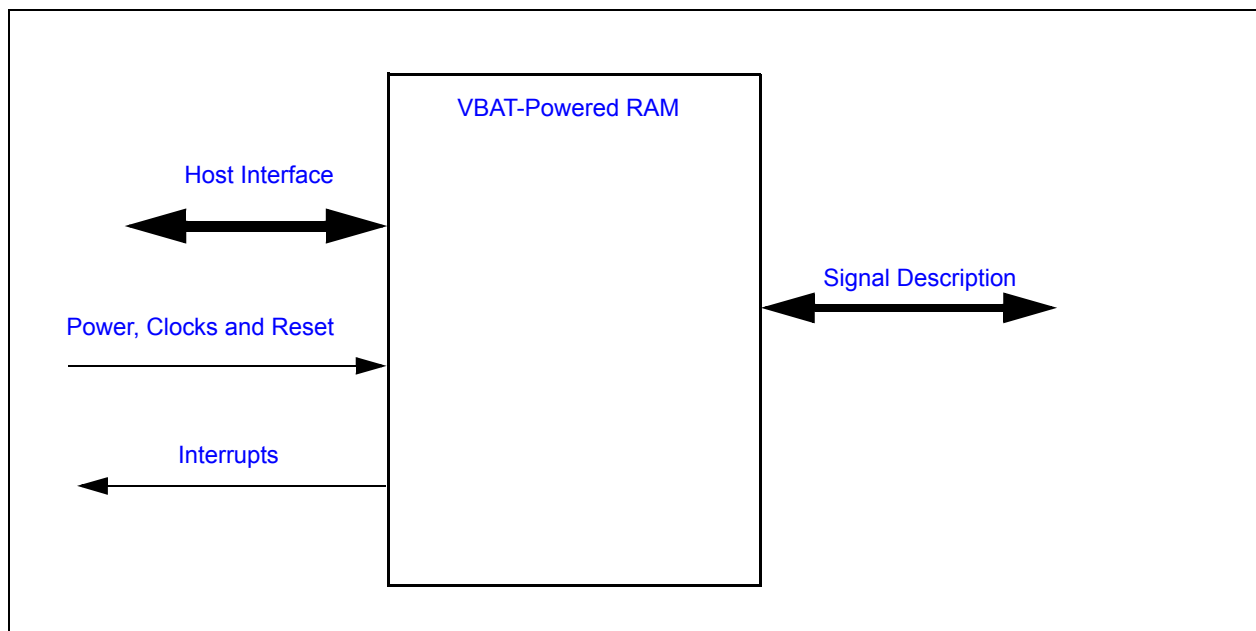 VBAT-Powered RAM
Host Interface
Signal Description
Power, Clocks and Reset
Interrupts